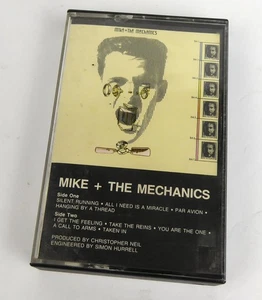 MIKE + THE MECHANICS
MIKE + THE MECHANICS
Side One
SILENT RUNNING • ALL I NEED IS A MIRACLE • PAR AVION •
HANGING BY A THREAD
Side Two
I GET THE FEELING • TAKE THE REINS • YOU ARE THE ONE •
A CALL TO ARMS • TAKEN IN
PRODUCED BY CHRISTOPHER NEIL
ENGINEERED BY SIMON HURRELL